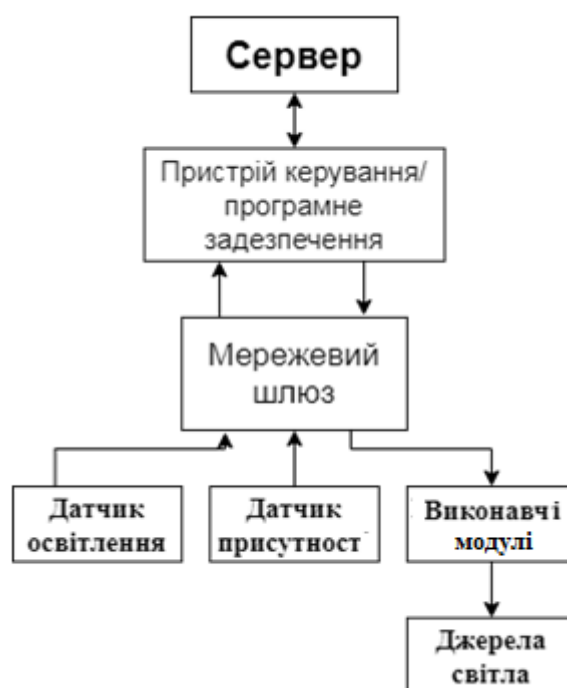 Сервер
Пристрій керування/
програмне
задезпечення
Мережевий
шлюз
Датчик
освітлення
Датчик
присутност
Виконавчі
модулі
Джерела
світла